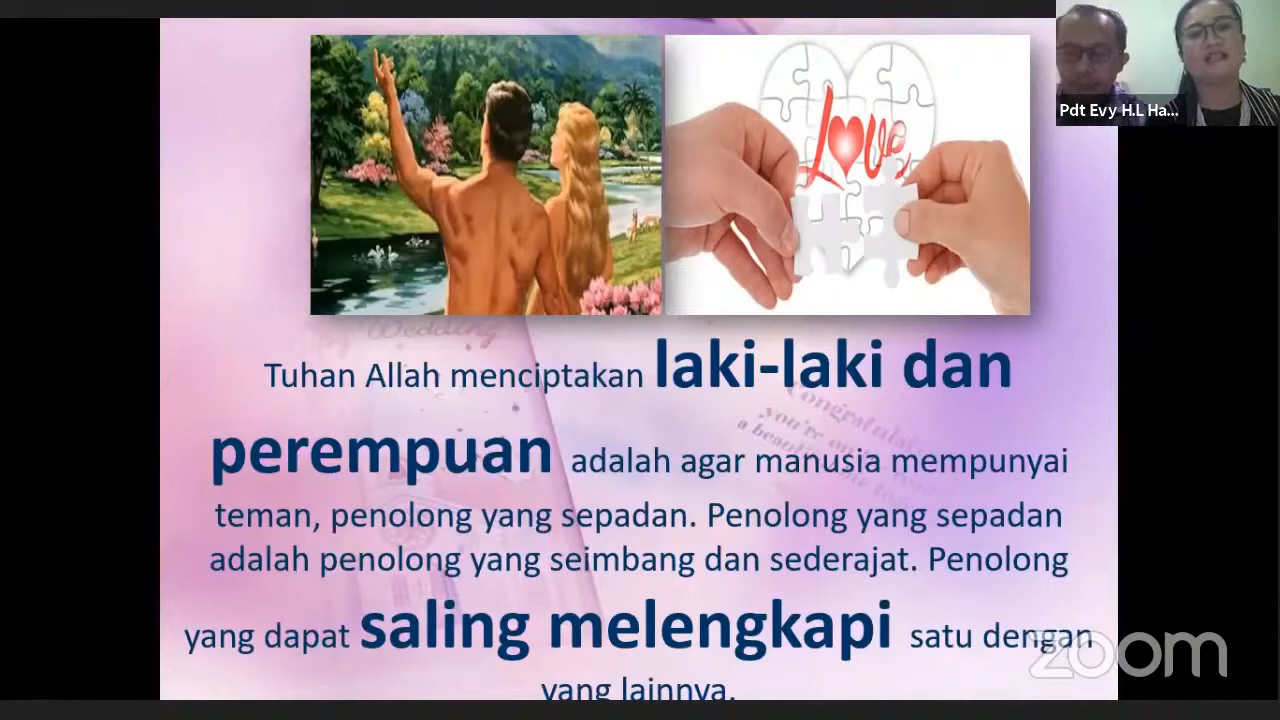 Pdt Evy H.L Ha...
Love
Wedding
Tuhan Allah menciptakan laki-laki dan
perempuan adalah agar manusia mempunyai
teman, penolong yang sepadan. Penolong yang sepadan
adalah penolong yang seimbang dan sederajat. Penolong
yang dapat saling melengkapi satu dengan
yang lainnya.
zoom